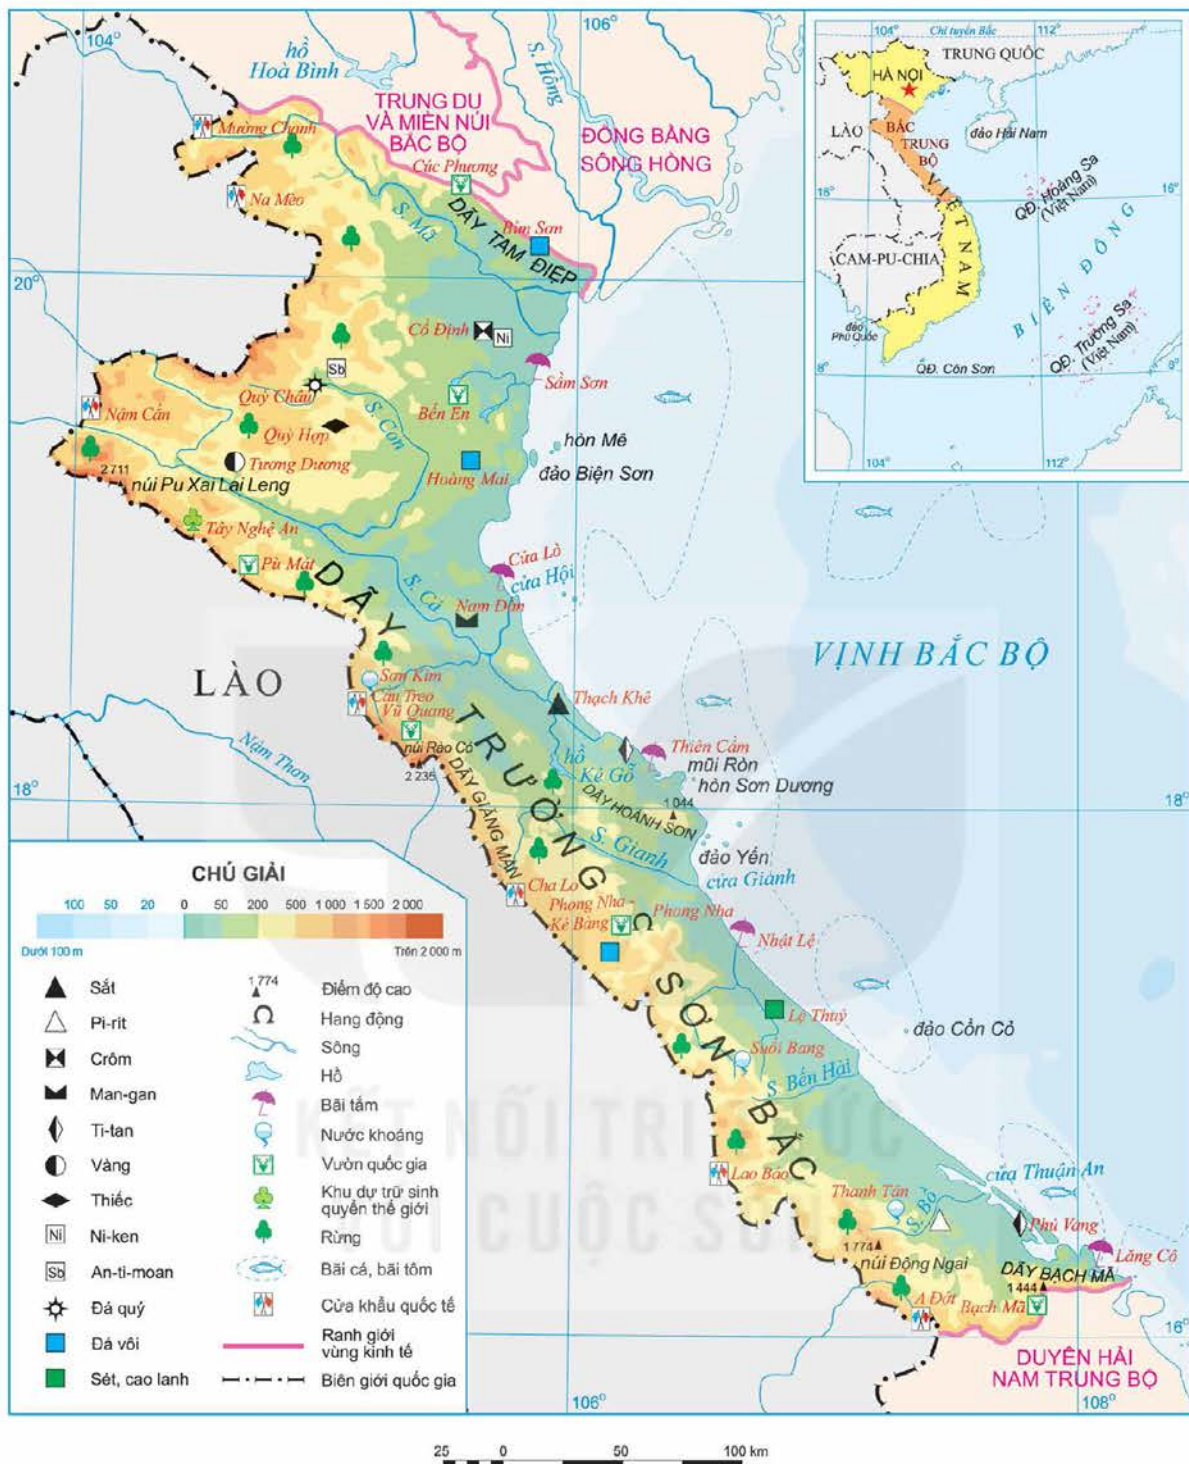 104°
106°
hồ
Hoà Bình
S. Hồng
TRUNG DU
VÀ MIỀN NÚI
BẮC BỘ
ĐỒNG BẰNG
SÔNG HỒNG
Mường Chanh
Cúc Phương
Na Mèo
S. Mã
DÃY TAM ĐIỆP
Bỉm Sơn
20°
Cổ Định
Ni
Sầm Sơn
Sb
Quỳ Châu
Bến En
Nậm Cắn
S. Con
Quỳ Hợp
hòn Mê
Tương Dương
Hoàng Mai
đảo Biện Sơn
2 711
núi Pu Xai Lai Leng
Tây Nghệ An
Pù Mát
Cửa Lò
cửa Hội
S. Cả
Nam Đàn
DÃY TRƯỜNG SƠN BẮC
VỊNH BẮC BỘ
LÀO
Sơn Kim
Cầu Treo
Vũ Quang
Thạch Khê
núi Rào Cỏ
2 235
Nậm Thơn
hồ
Kẻ Gỗ
Thiên Cầm
mũi Ròn
hòn Sơn Dương
DÃY GIĂNG MÀN
DÃY HOÀNH SƠN
1 044
18°
18°
S. Gianh
đảo Yến
cửa Gianh
Cha Lo
Phong Nha -
Kẻ Bàng
Phong Nha
Nhật Lệ
Lệ Thuỷ
đảo Cồn Cỏ
Suối Bang
S. Bến Hải
Lao Bảo
cửa Thuận An
Thanh Tân
S. Bồ
Phú Vang
1 774
núi Động Ngai
Lăng Cô
DÃY BẠCH MÃ
1 444
A Đớt
Bạch Mã
16°
DUYÊN HẢI
NAM TRUNG BỘ
106°
108°
104°
Chí tuyến Bắc
112°
TRUNG QUỐC
HÀ NỘI
LÀO
BẮC
TRUNG
BỘ
đảo Hải Nam
18°
16°
QĐ. Hoàng Sa
(Việt Nam)
VIỆT NAM
CAM-PU-CHIA
BIỂN ĐÔNG
đảo
Phú Quốc
QĐ. Trường Sa
(Việt Nam)
8°
QĐ. Côn Sơn
104°
112°
CHÚ GIẢI
100 50 20 0 50 200 500 1 000 1 500 2 000
Dưới 100 m
Trên 2 000 m
Sắt
Pi-rit
Crôm
Man-gan
Ti-tan
Vàng
Thiếc
Ni
Ni-ken
Sb
An-ti-moan
Đá quý
Đá vôi
Sét, cao lanh
1 774
Điểm độ cao
Hang động
Sông
Hồ
Bãi tắm
Nước khoáng
Vườn quốc gia
Khu dự trữ sinh
quyển thế giới
Rừng
Bãi cá, bãi tôm
Cửa khẩu quốc tế
Ranh giới
vùng kinh tế
Biên giới quốc gia
KẾT NỐI TRI THỨC
VỚI CUỘC SỐNG
25 0 50 100 km